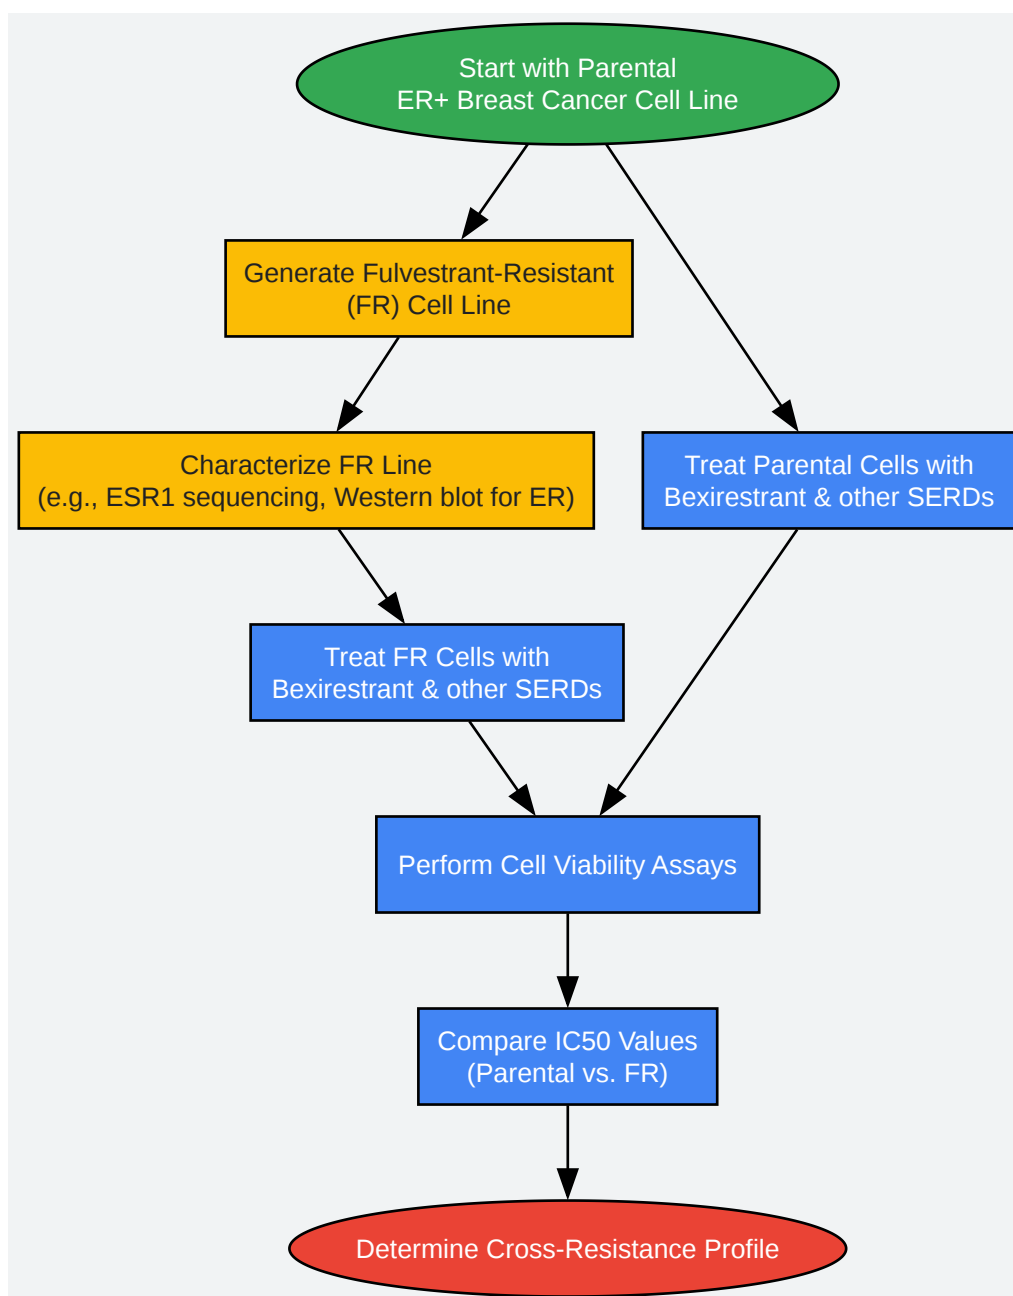 Start with Parental
ER+ Breast Cancer Cell Line
Generate Fulvestrant-Resistant
(FR) Cell Line
Characterize FR Line
(e.g., ESR1 sequencing, Western blot for ER)
Treat Parental Cells with
Bexirestrant & other SERDs
Treat FR Cells with
Bexirestrant & other SERDs
Perform Cell Viability Assays
Compare IC50 Values
(Parental vs. FR)
Determine Cross-Resistance Profile